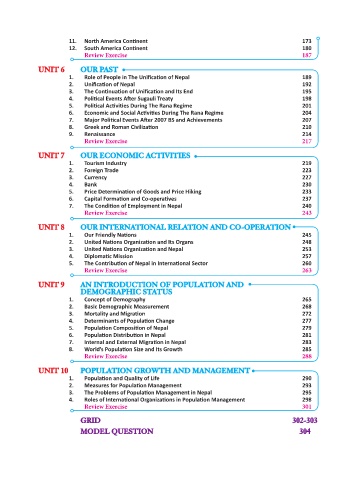 11. North America Continent 173
12. South America Continent 180
Review Exercise 187
UNIT 6 OUR PAST
1. Role of People in The Unification of Nepal 189
2. Unification of Nepal 192
3. The Continuation of Unification and Its End 195
4. Political Events After Sugauli Treaty 198
5. Political Activities During The Rana Regime 201
6. Economic and Social Activities During The Rana Regime 204
7. Major Political Events After 2007 BS and Achievements 207
8. Greek and Roman Civilization 210
9. Renaissance 214
Review Exercise 217
UNIT 7 OUR ECONOMIC ACTIVITIES
1. Tourism Industry 219
2. Foreign Trade 223
3. Currency 227
4. Bank 230
5. Price Determination of Goods and Price Hiking 233
6. Capital Formation and Co-operatives 237
7. The Condition of Employment in Nepal 240
Review Exercise 243
UNIT 8 OUR INTERNATIONAL RELATION AND CO-OPERATION
1. Our Friendly Nations 245
2. United Nations Organization and Its Organs 248
3. United Nations Organization and Nepal 253
4. Diplomatic Mission 257
5. The Contribution of Nepal in International Sector 260
Review Exercise 263
UNIT 9 AN INTRODUCTION OF POPULATION AND
DEMOGRAPHIC STATUS
1. Concept of Demography 265
2. Basic Demographic Measurement 268
3. Mortality and Migration 272
4. Determinants of Population Change 277
5. Population Composition of Nepal 279
6. Population Distribution in Nepal 281
7. Internal and External Migration in Nepal 283
8. World's Population Size and Its Growth 285
Review Exercise 288
UNIT 10 POPULATION GROWTH AND MANAGEMENT
1. Population and Quality of Life 290
2. Measures for Population Management 293
3. The Problems of Population Management in Nepal 295
4. Roles of International Organizations in Population Management 298
Review Exercise 301
GRID 302-303
MODEL QUESTION 304